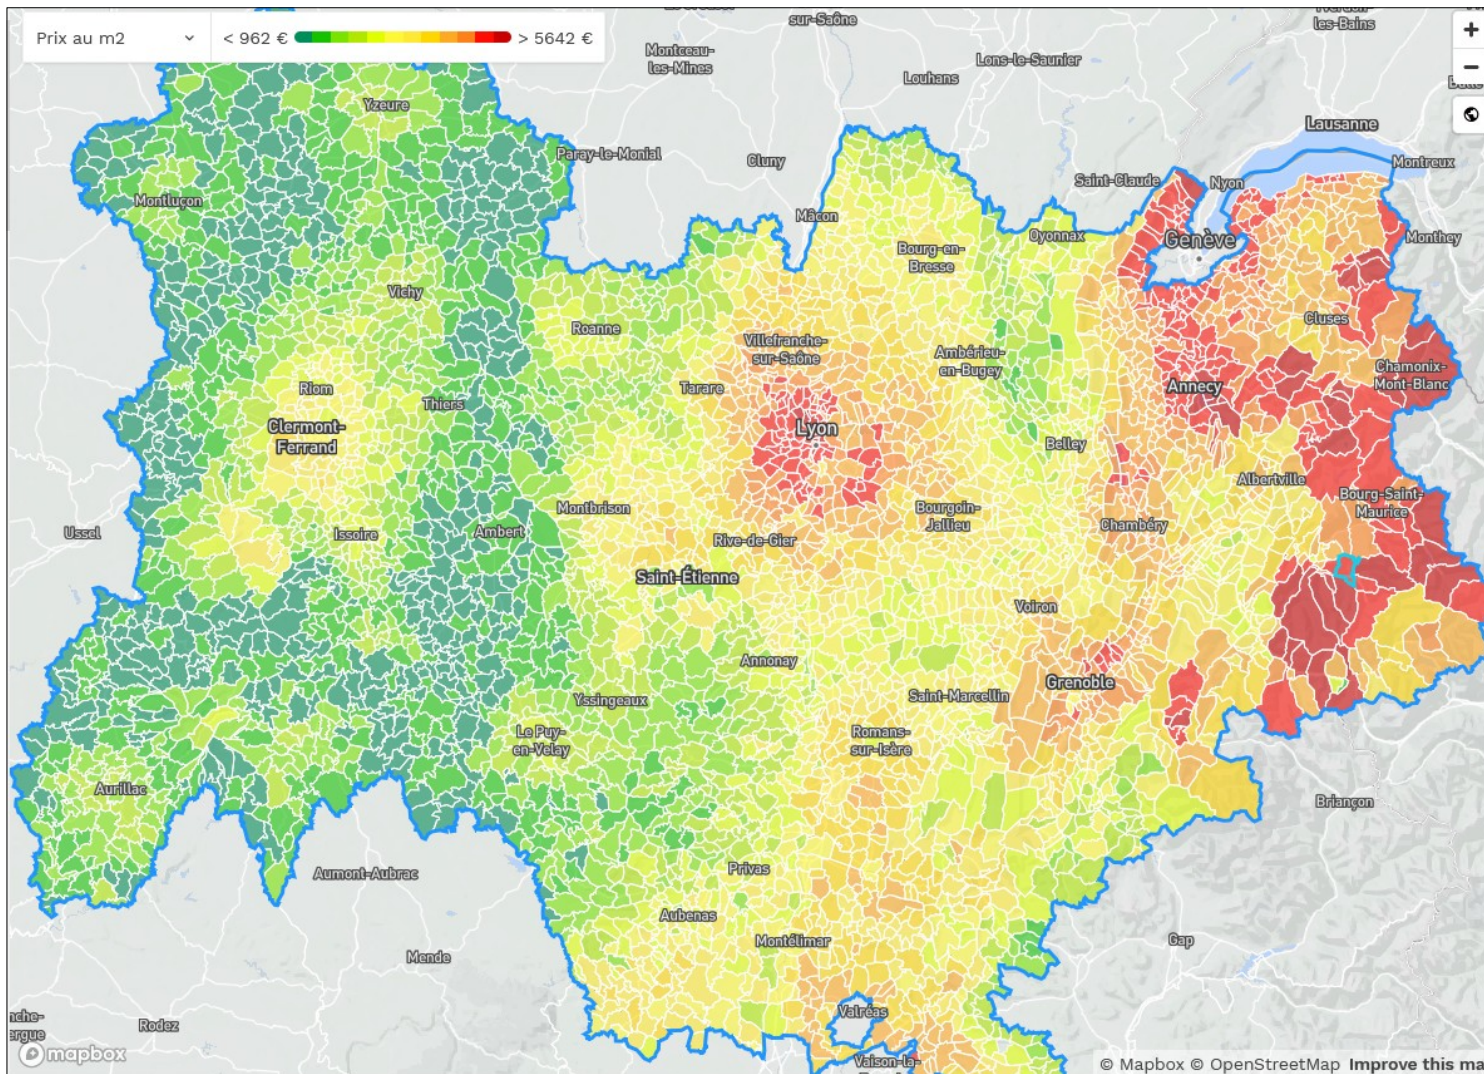 Prix au m2
< 962 €
> 5642 €
sur-Saône
les-Bains
Montceau-
les-Mines
Lons-le-Saunier
Louhans
Yzeure
Lausanne
Paray-le-Monial
Cluny
Montreux
Saint-Claude
Nyon
Montluçon
Mâcon
Oyonnax
Genève
Monthey
Bourg-en-
Bresse
Vichy
Roanne
Cluses
Villefranche-
sur-Saône
Ambérieu-
en-Bugey
Chamonix-
Mont-Blanc
Riom
Tarare
Annecy
Thiers
Clermont-
Ferrand
Lyon
Belley
Albertville
Bourg-Saint-
Maurice
Montbrison
Bourgoin-
Jallieu
Chambéry
Ussel
Issoire
Ambert
Rive-de-Gier
Saint-Étienne
Voiron
Annonay
Grenoble
Yssingeaux
Saint-Marcellin
Le Puy-
en-Velay
Romans-
sur-Isère
Aurillac
Briançon
Privas
Aumont-Aubrac
Aubenas
Montélimar
Gap
Mende
Valréas
nche-
ergue
Rodez
mapbox
Vaison-la-
© Mapbox © OpenStreetMap Improve this ma